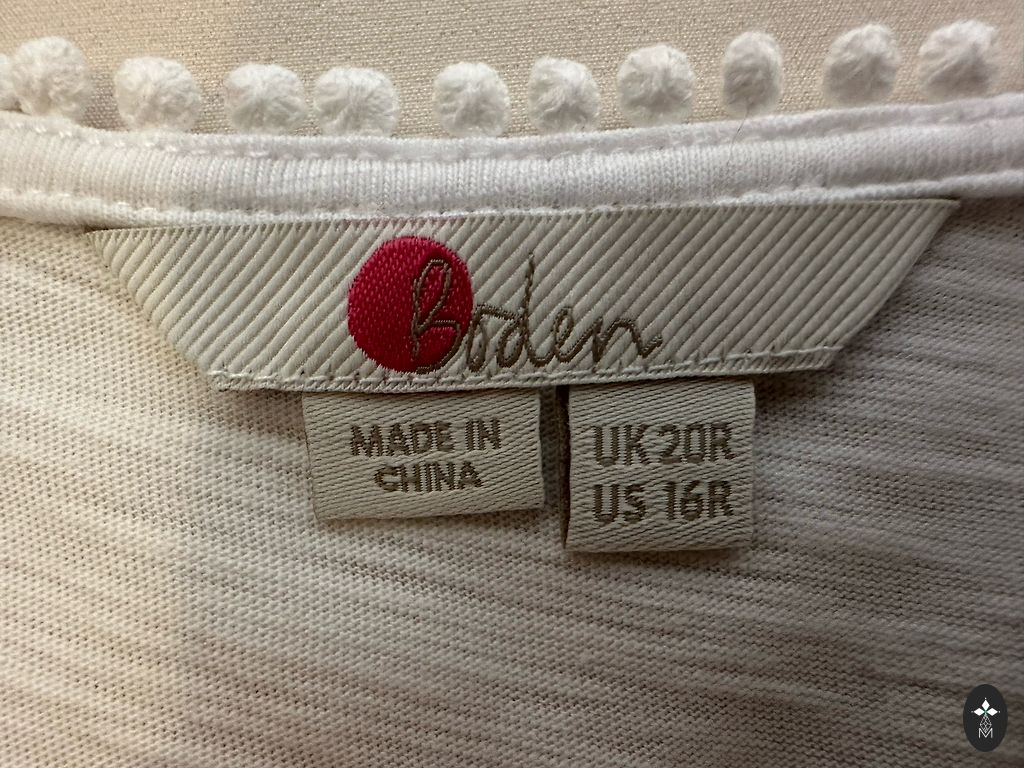 Boden
MADE IN
CHINA
UK 20R
US 16R
M